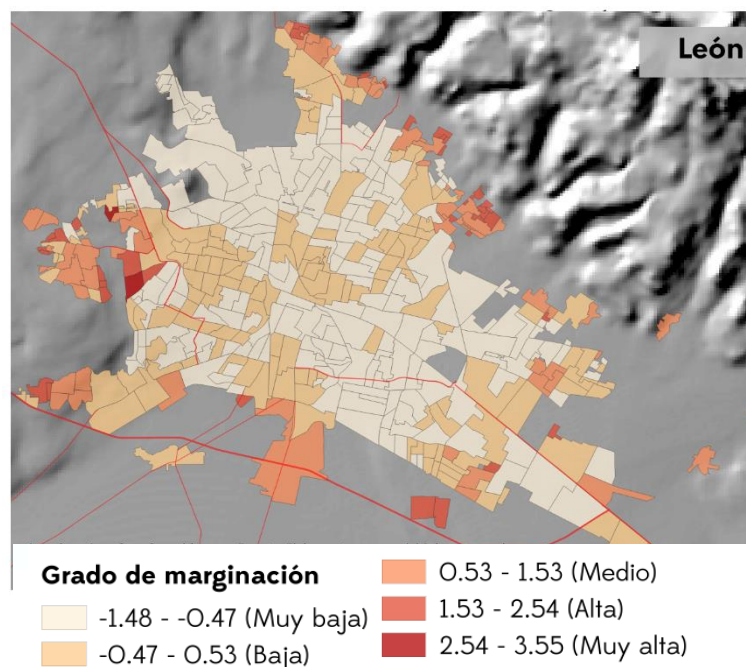 León
Grado de marginación
-1.48 - -0.47 (Muy baja)
-0.47 - 0.53 (Baja)
0.53 - 1.53 (Medio)
1.53 - 2.54 (Alta)
2.54 - 3.55 (Muy alta)